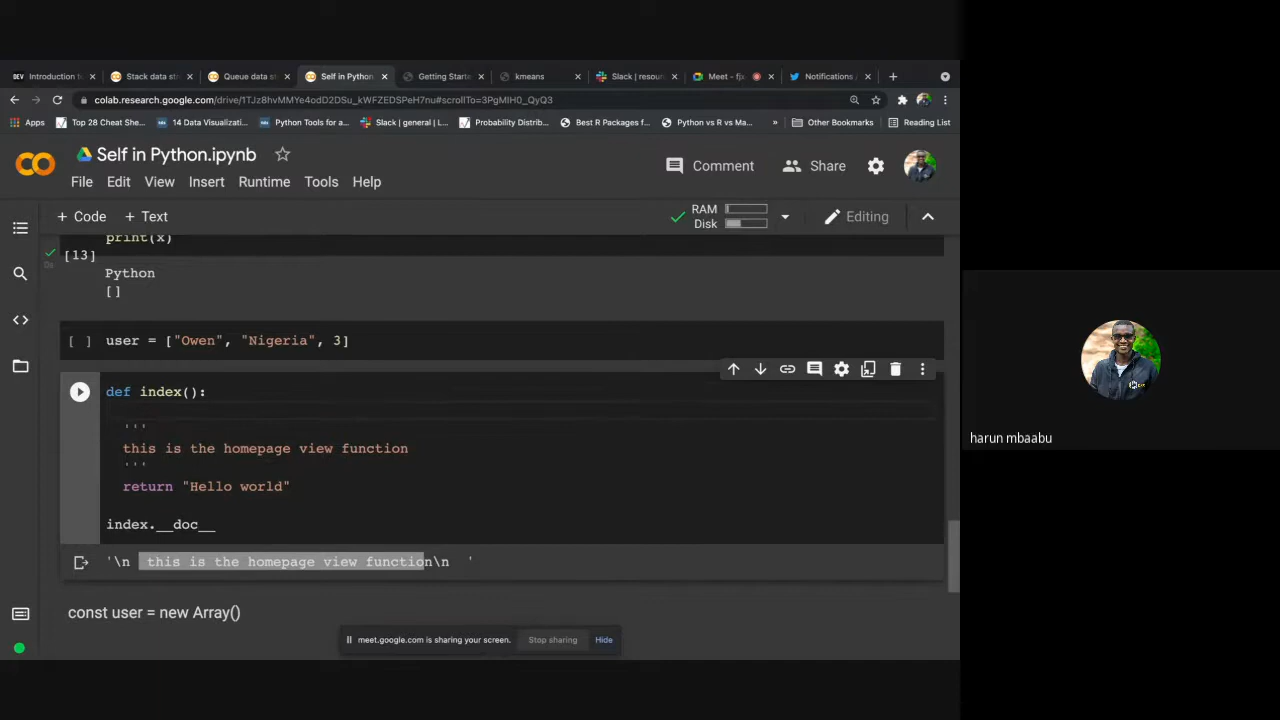 Introduction t
Stack data st
Queue data s
Self in Python
Getting Starte
kmeans
Slack | resou
Meet - fjx
Notifications /
colab.research.google.com/drive/1TJz8hvMMYe4odD2DSu_kWFZEDSPeH7nu#scrollTo=3PgMIH0_QyQ3
Apps
Top 28 Cheat She...
14 Data Visualizati...
Python Tools for a...
Slack | general | L...
Probability Distrib...
Best R Packages f...
Python vs R vs Ma...
»
Other Bookmarks
Reading List
Self in Python.ipynb
Comment
Share
File Edit View Insert Runtime Tools Help
+ Code + Text
RAM
Disk
Editing
print(x)
[13]
0s
Python
[]
[ ] user = ["Owen", "Nigeria", 3]
def index():
'''
this is the homepage view function
'''
return "Hello world"
index.__doc__
'\n this is the homepage view function\n '
const user = new Array()
meet.google.com is sharing your screen.
Stop sharing
Hide
harun mbaabu